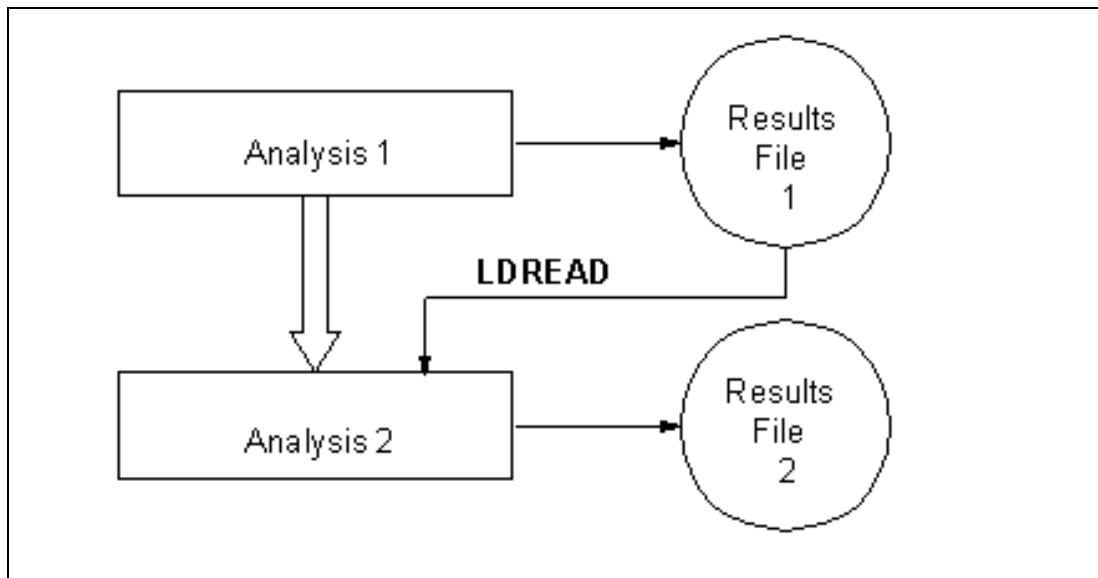 Analysis 1
Results
File
1
LDREAD
Analysis 2
Results
File
2